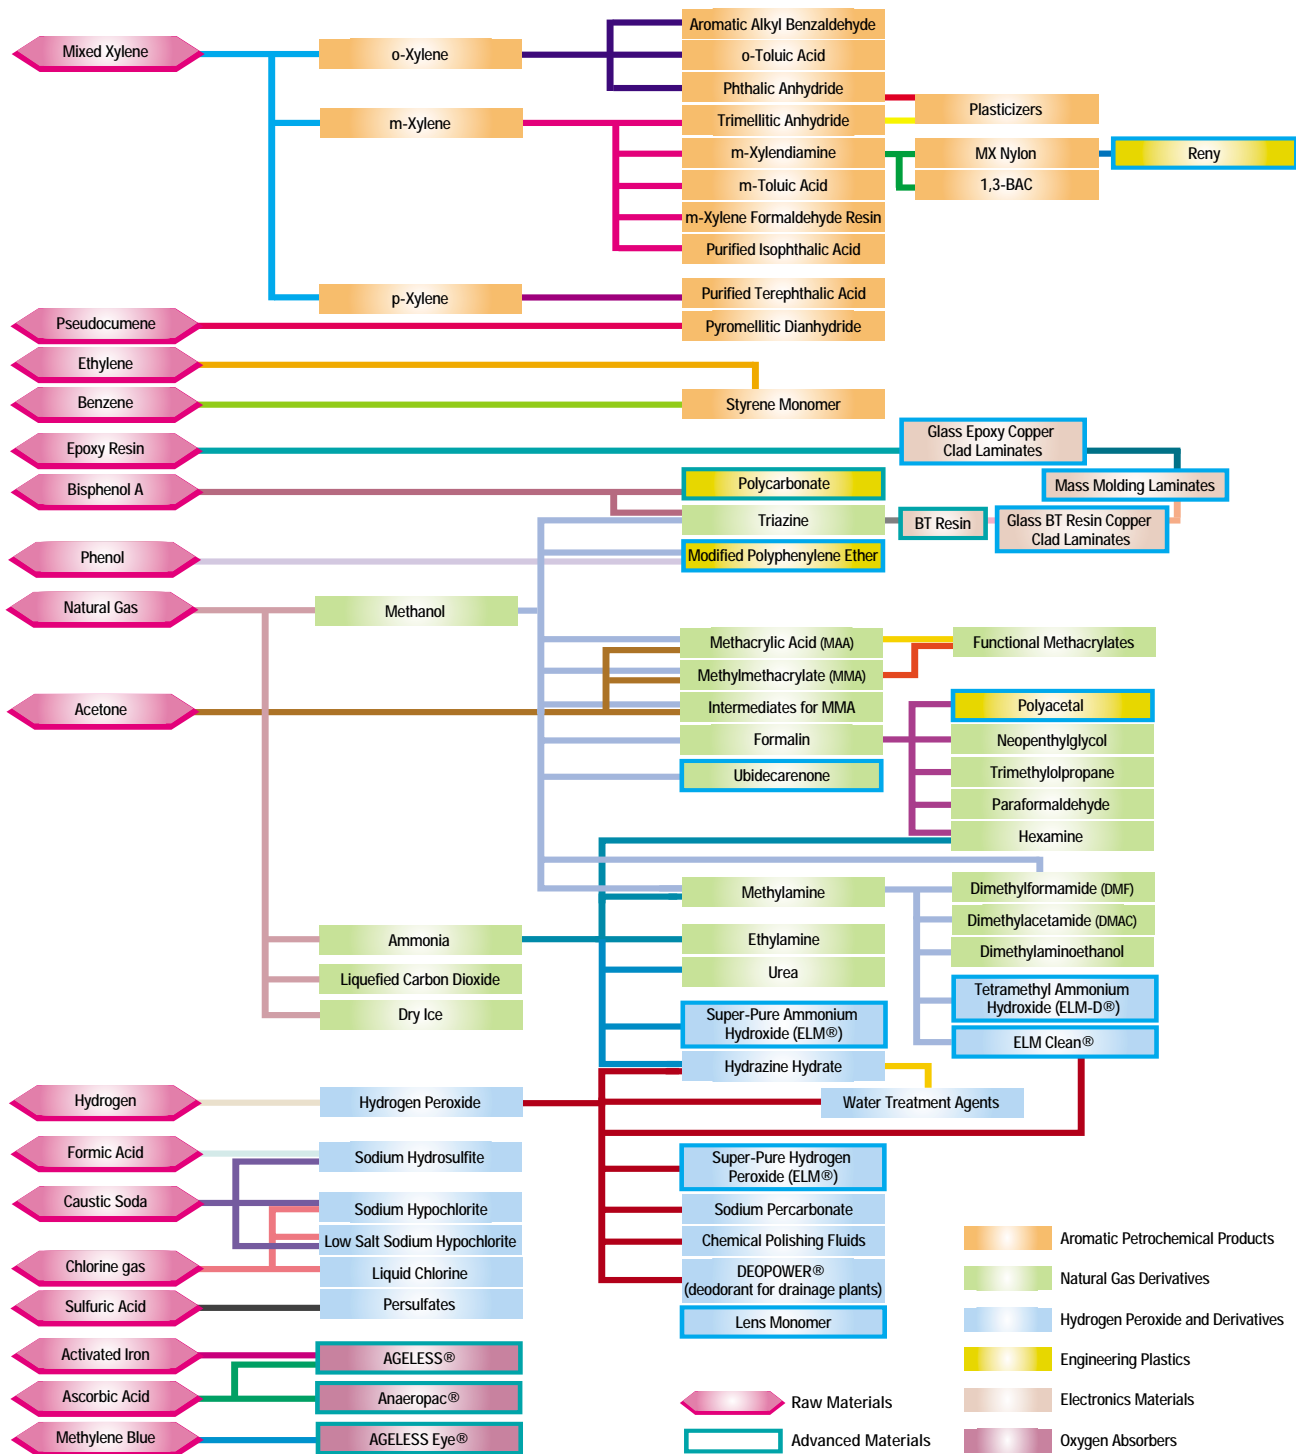 Mixed Xylene
o-Xylene
Aromatic Alkyl Benzaldehyde
o-Toluic Acid
Phthalic Anhydride
Plasticizers
m-Xylene
Trimellitic Anhydride
m-Xylendiamine
MX Nylon
Reny
m-Toluic Acid
1,3-BAC
m-Xylene Formaldehyde Resin
Purified Isophthalic Acid
p-Xylene
Purified Terephthalic Acid
Pseudocumene
Pyromellitic Dianhydride
Ethylene
Benzene
Styrene Monomer
Epoxy Resin
Glass Epoxy Copper
Clad Laminates
Bisphenol A
Polycarbonate
Mass Molding Laminates
Triazine
BT Resin
Glass BT Resin Copper
Clad Laminates
Phenol
Modified Polyphenylene Ether
Natural Gas
Methanol
Methacrylic Acid (MAA)
Functional Methacrylates
Methylmethacrylate (MMA)
Acetone
Intermediates for MMA
Polyacetal
Formalin
Neopenthylglycol
Ubidecarenone
Trimethylolpropane
Paraformaldehyde
Hexamine
Methylamine
Dimethylformamide (DMF)
Dimethylacetamide (DMAC)
Ammonia
Ethylamine
Dimethylaminoethanol
Liquefied Carbon Dioxide
Urea
Dry Ice
Tetramethyl Ammonium
Hydroxide (ELM-D®)
Super-Pure Ammonium
Hydroxide (ELM®)
ELM Clean®
Hydrazine Hydrate
Hydrogen
Hydrogen Peroxide
Water Treatment Agents
Formic Acid
Sodium Hydrosulfite
Super-Pure Hydrogen
Peroxide (ELM®)
Caustic Soda
Sodium Hypochlorite
Sodium Percarbonate
Low Salt Sodium Hypochlorite
Chemical Polishing Fluids
Chlorine gas
Liquid Chlorine
DEOPOWER®
(deodorant for drainage plants)
Sulfuric Acid
Persulfates
Lens Monomer
Activated Iron
AGELESS®
Ascorbic Acid
Anaeropac®
Methylene Blue
AGELESS Eye®
Raw Materials
Advanced Materials
Aromatic Petrochemical Products
Natural Gas Derivatives
Hydrogen Peroxide and Derivatives
Engineering Plastics
Electronics Materials
Oxygen Absorbers